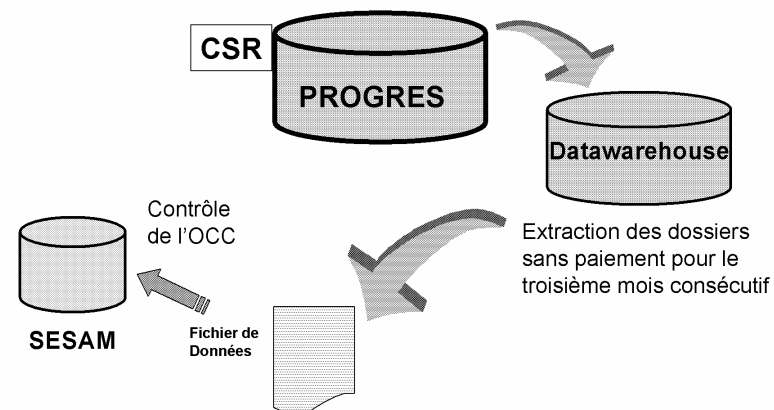 CSR
PROGRES
Datawarehouse
Extraction des dossiers
sans paiement pour le
troisième mois consécutif
Contrôle
de l'OCC
Fichier de
Données
SESAM